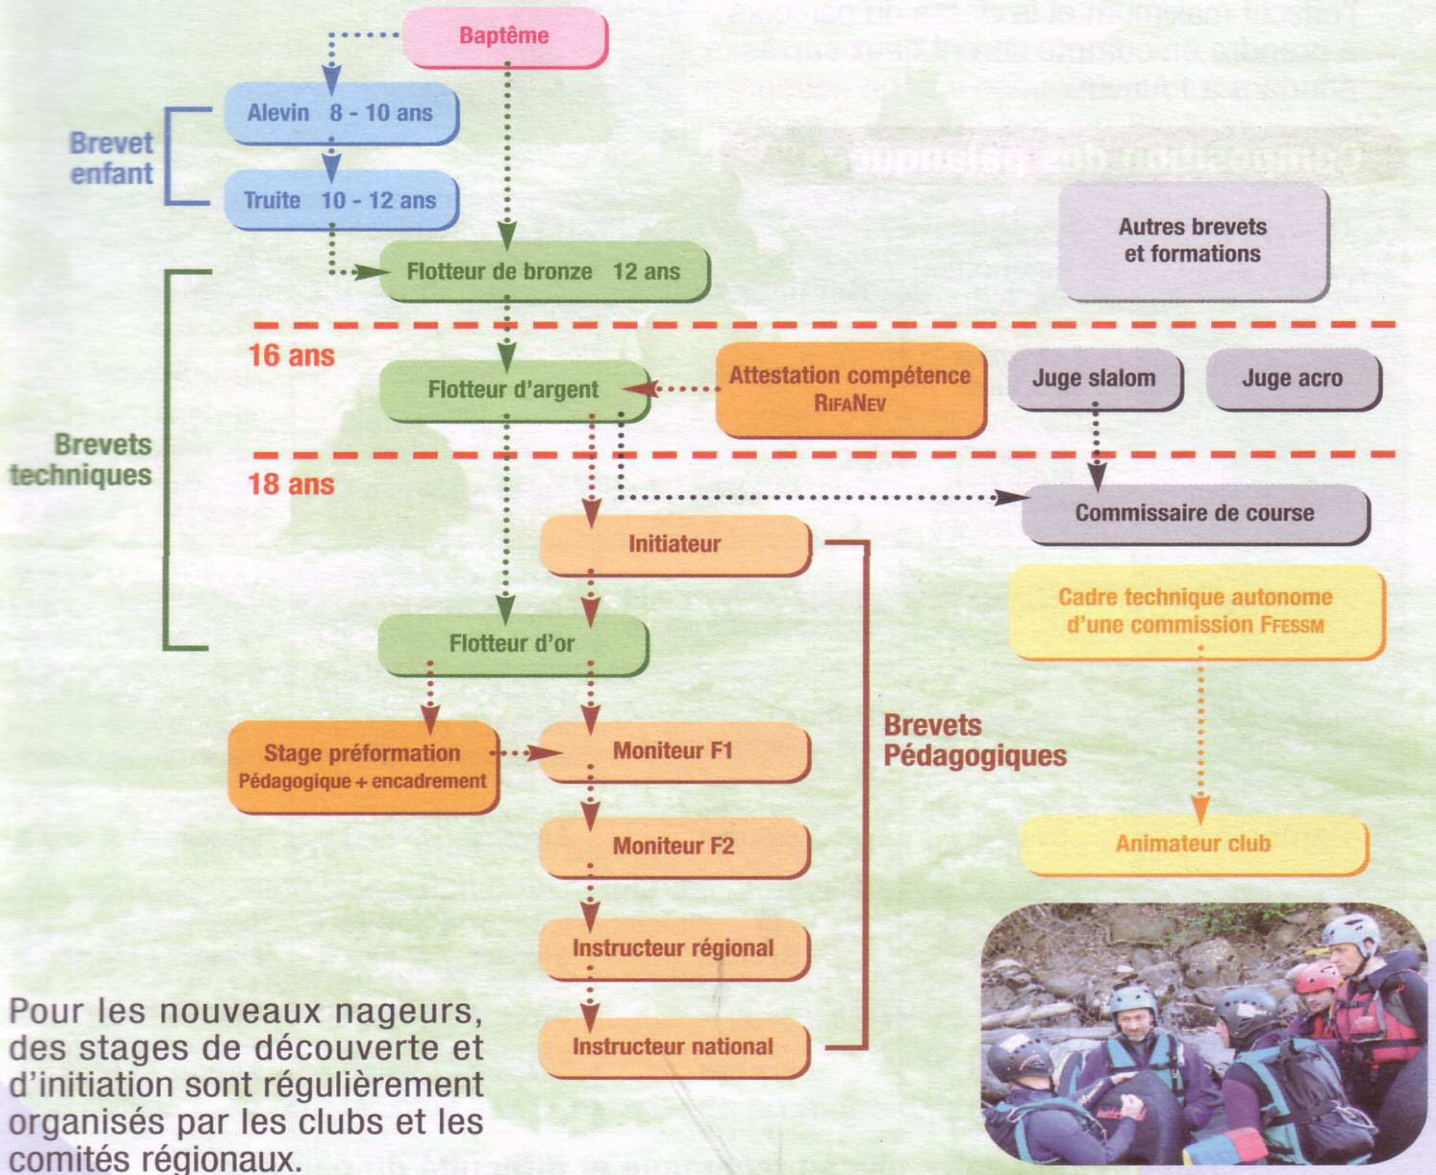 Baptême
Alevin 8 - 10 ans
Brevet
enfant
Truite 10 - 12 ans
Autres brevets
et formations
Flotteur de bronze 12 ans
16 ans
Flotteur d'argent
Attestation compétence
RIFANEV
Juge slalom
Juge acro
Brevets
techniques
18 ans
Commissaire de course
Initiateur
Cadre technique autonome
d'une commission FFESSM
Flotteur d'or
Stage préformation
Pédagogique + encadrement
Moniteur F1
Brevets
Pédagogiques
Moniteur F2
Animateur club
Instructeur régional
Instructeur national
Pour les nouveaux nageurs,
des stages de découverte et
d'initiation sont régulièrement
organisés par les clubs et les
comités régionaux.